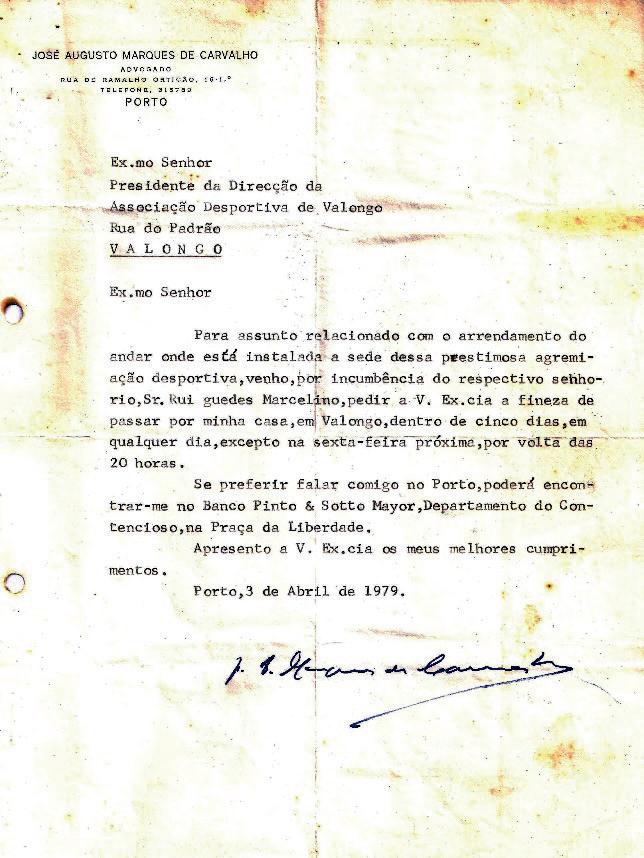 JOSÉ AUGUSTO MARQUES DE CARVALHO
ADVOGADO
RUA DE RAMALHO ORTIGÃO, 16-1.º
TELEFONE, 315780
PORTO
Ex.mo Senhor
Presidente da Direcção da
Associação Desportiva de Valongo
Rua do Padrão
V A L O N G O
Ex.mo Senhor
Para assunto relacionado com o arrendamento do
andar onde está instalada a sede dessa prestimosa agremi-
ação desportiva,venho,por incumbência do respectivo senho-
rio,Sr. Rui guedes Marcelino,pedir a V. Ex.cia a fineza de
passar por minha casa,em Valongo,dentro de cinco dias,em
qualquer dia,excepto na sexta-feira próxima,por volta das
20 horas.
Se preferir falar comigo no Porto,poderá encon-
trar-me no Banco Pinto & Sotto Mayor,Departamento do Con-
tencioso,na Praça da Liberdade.
Apresento a V. Ex.cia os meus melhores cumpri-
mentos.
Porto,3 de Abril de 1979.
J. A. Marques de Carvalho